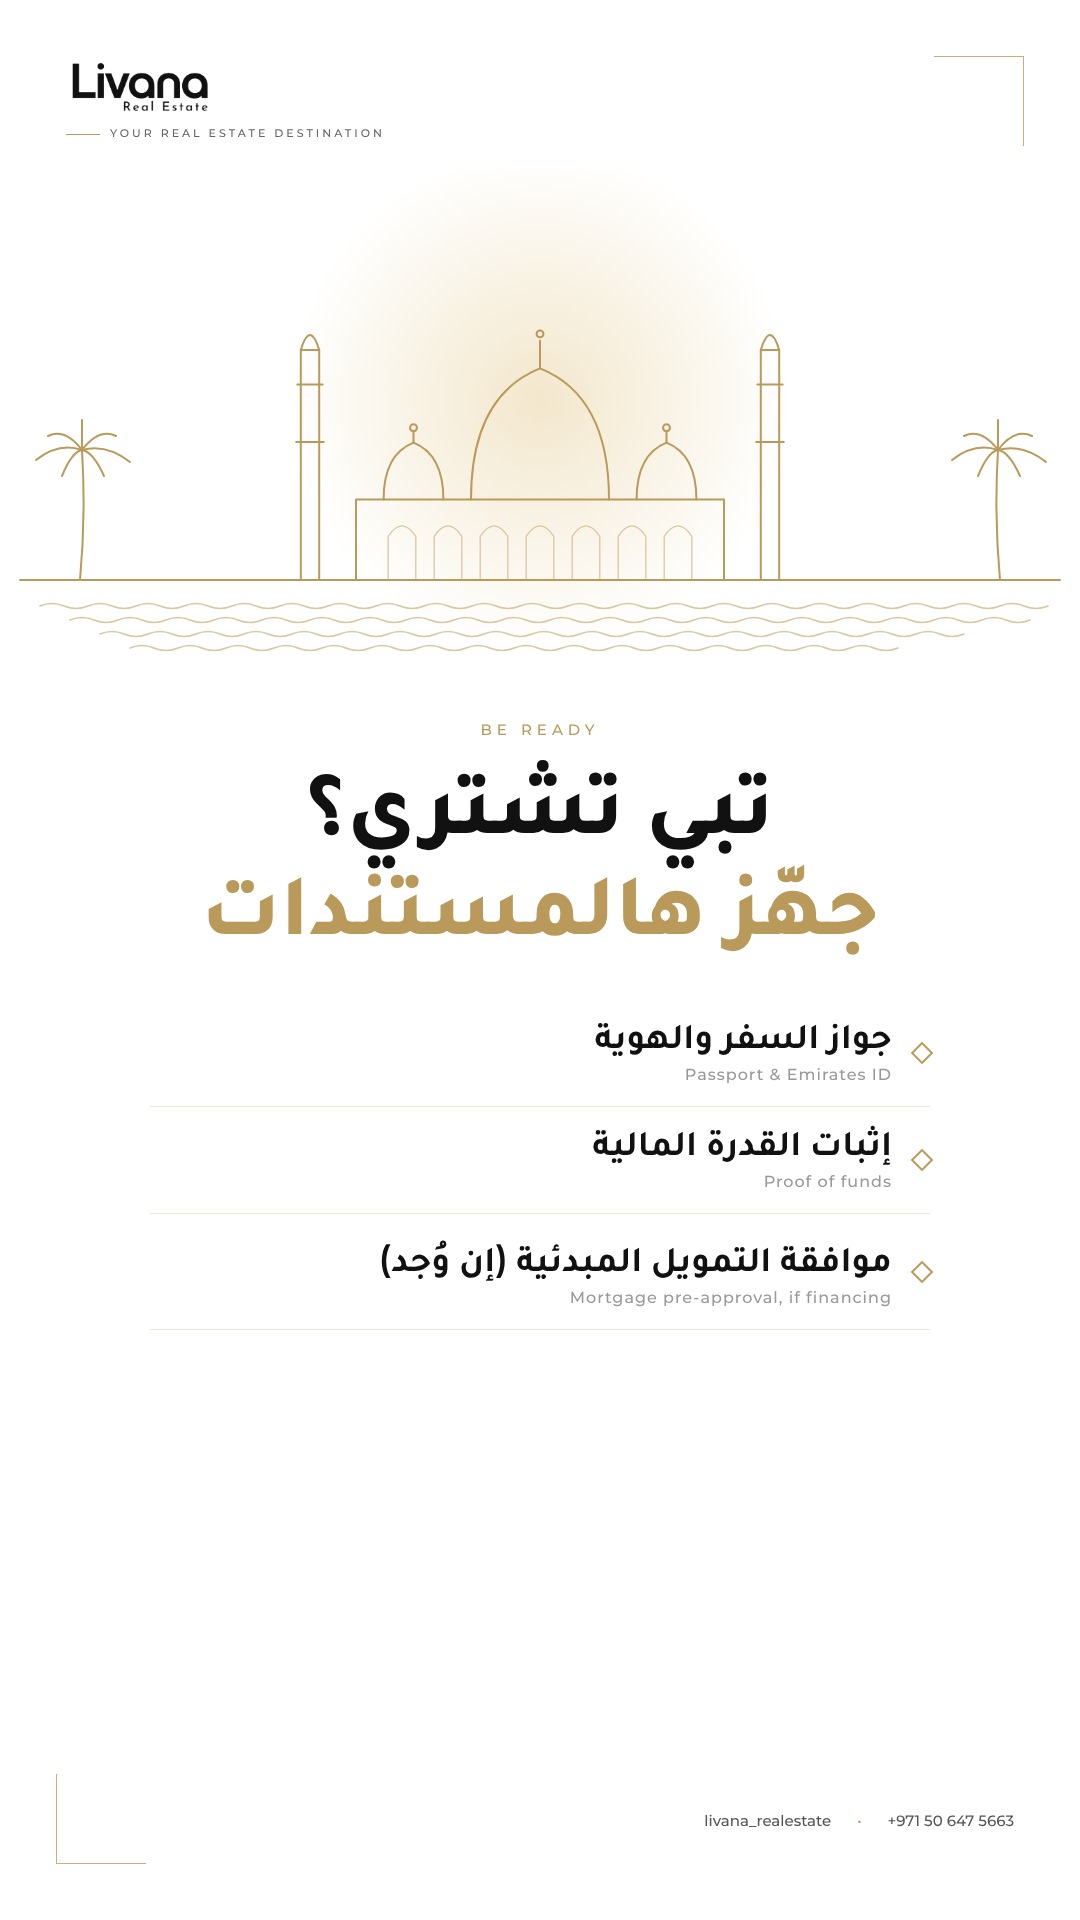 Livana
Real Estate
YOUR REAL ESTATE DESTINATION
BE READY
تبي تشتري؟
جهّز هالمستندات
جواز السفر والهوية
Passport & Emirates ID
إثبات القدرة المالية
Proof of funds
موافقة التمويل المبدئية (إن وُجد)
Mortgage pre-approval, if financing
livana_realestate · +971 50 647 5663